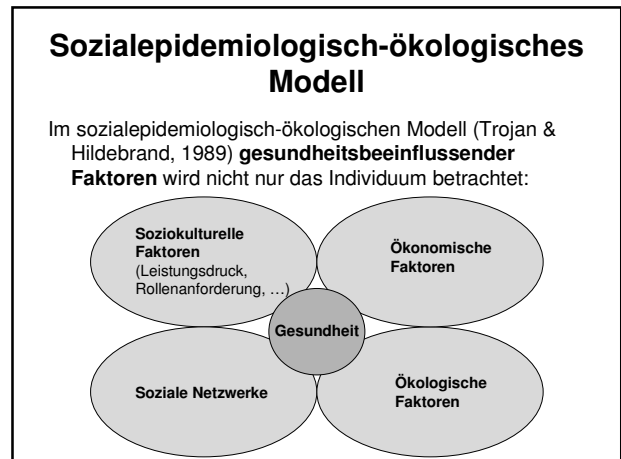 Sozialepidemiologisch-ökologisches
Modell
Im sozialepidemiologisch-ökologischen Modell (Trojan &
Hildebrand, 1989) gesundheitsbeeinflussender
Faktoren wird nicht nur das Individuum betrachtet:
Soziokulturelle
Faktoren
(Leistungsdruck,
Rollenanforderung, …)
Ökonomische
Faktoren
Gesundheit
Soziale Netzwerke
Ökologische
Faktoren